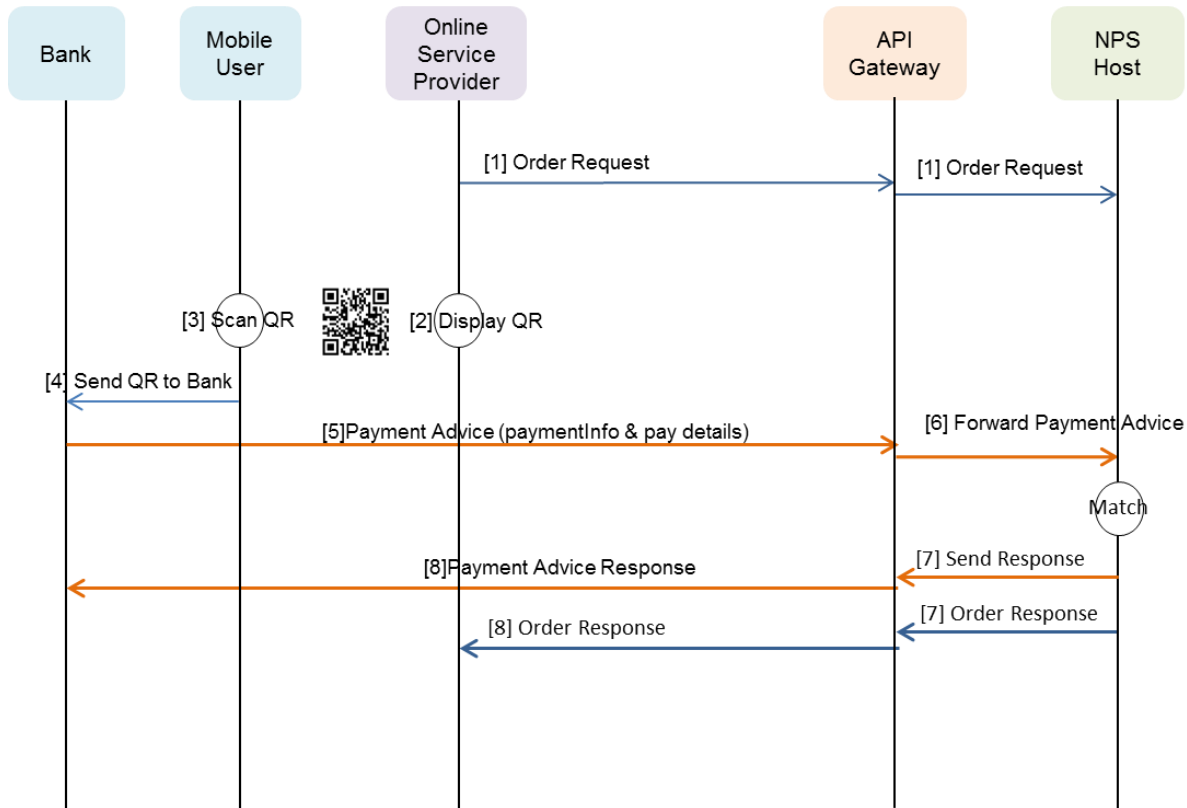 Bank
Mobile
User
Online
Service
Provider
API
Gateway
NPS
Host
[1] Order Request
[1] Order Request
[3] Scan QR
[2] Display QR
[4] Send QR to Bank
[5]Payment Advice (paymentInfo & pay details)
[6] Forward Payment Advice
Match
[7] Send Response
[8]Payment Advice Response
[7] Order Response
[8] Order Response